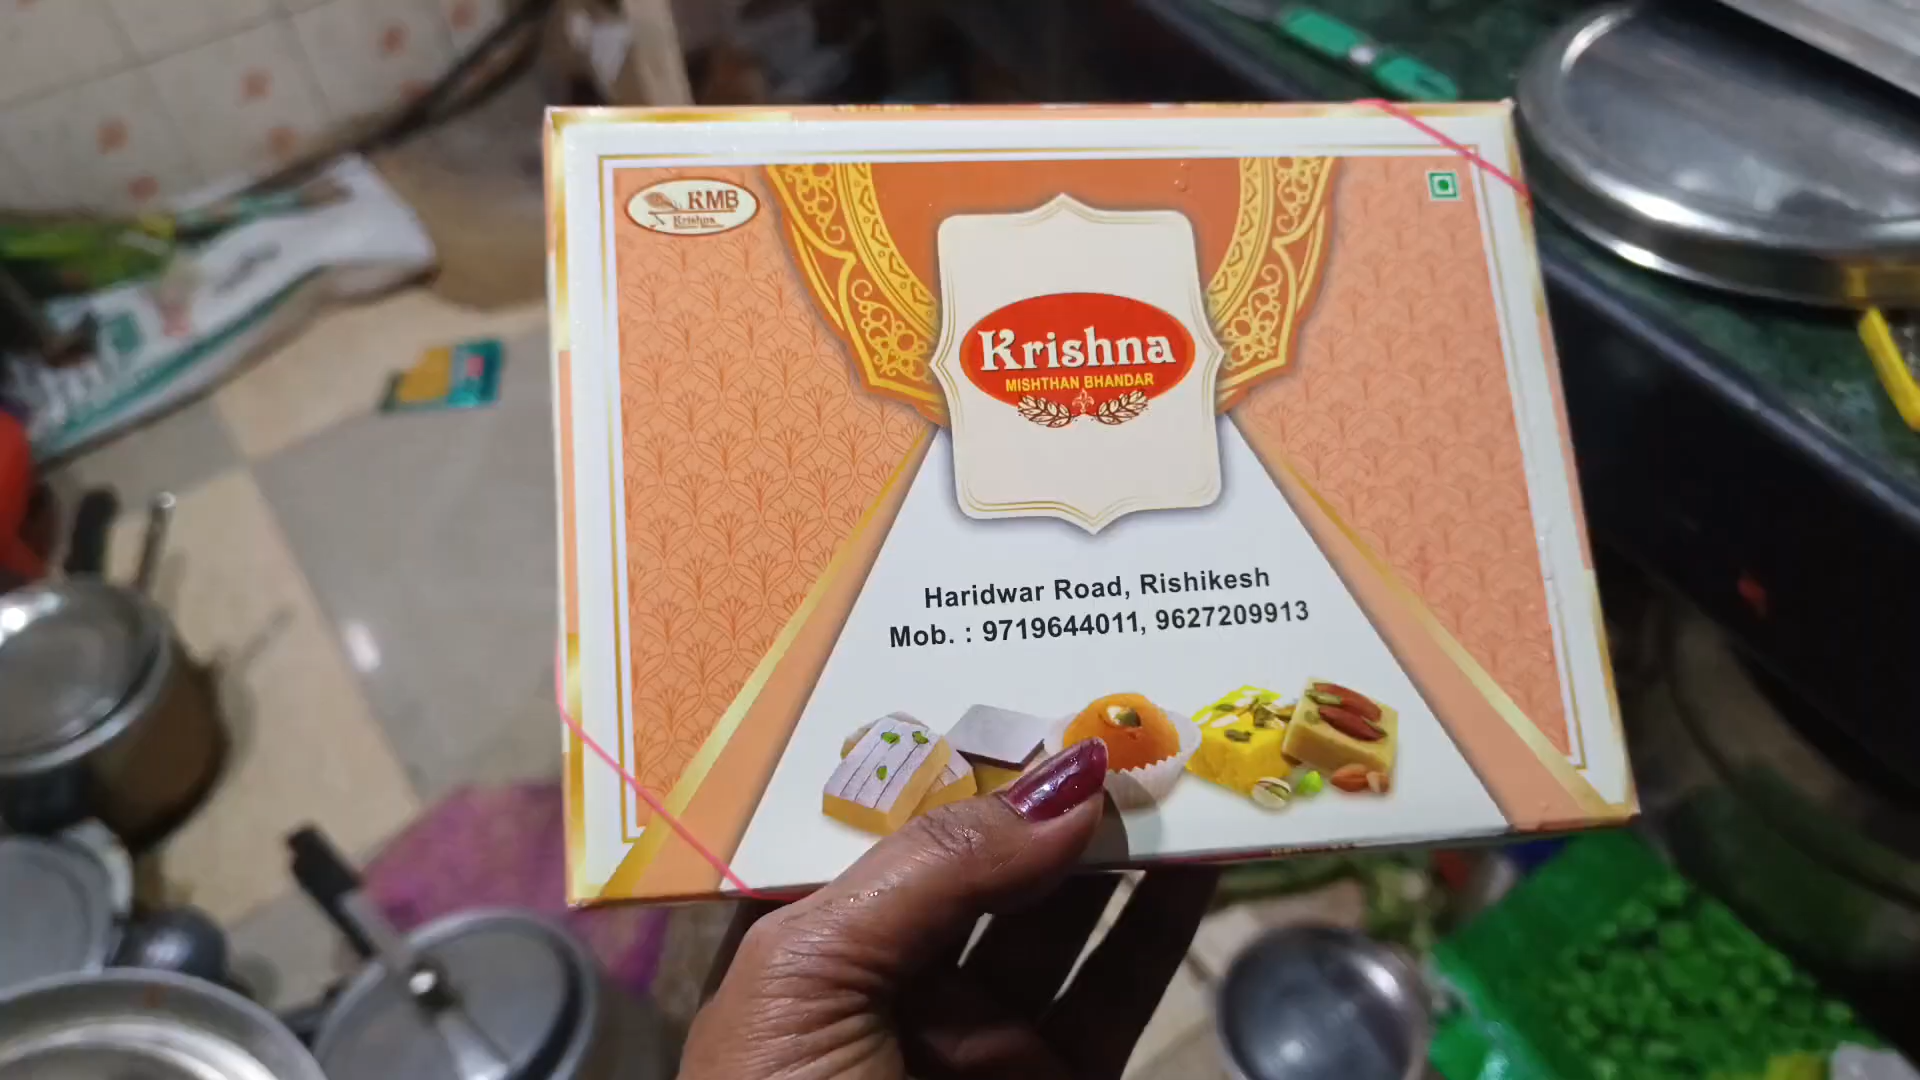 KMB
Krishna
Krishna
MISHTHAN BHANDAR
Haridwar Road, Rishikesh
Mob. : 9719644011, 9627209913